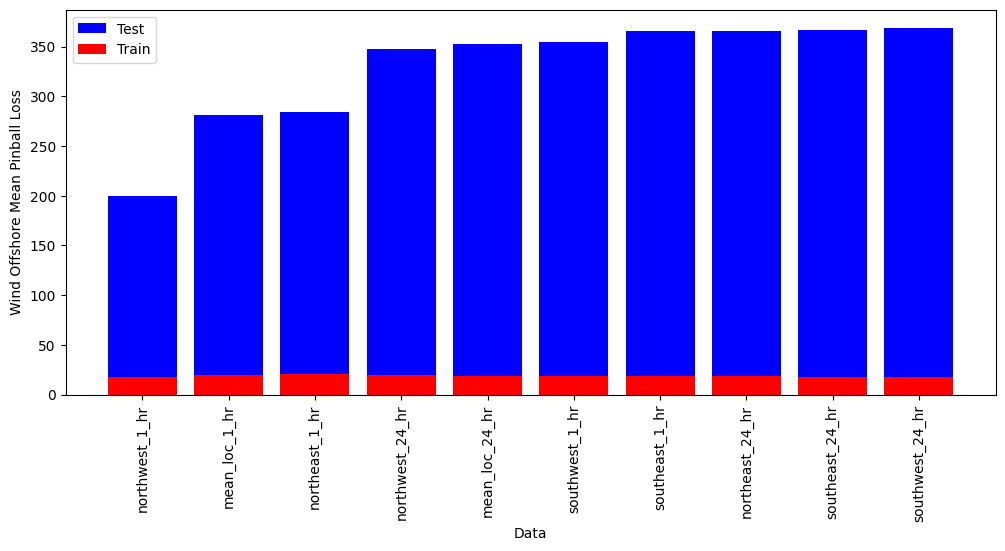 Test
Train
Wind Offshore Mean Pinball Loss
350
300
250
200
150
100
50
0
northwest_1_hr
mean_loc_1_hr
northeast_1_hr
northwest_24_hr
mean_loc_24_hr
southwest_1_hr
southeast_1_hr
northeast_24_hr
southeast_24_hr
southwest_24_hr
Data